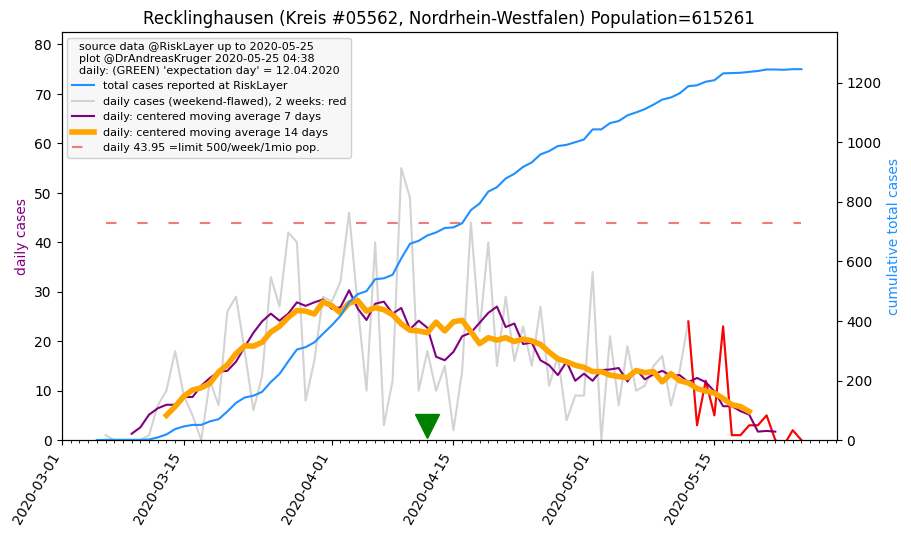 Recklinghausen (Kreis #05562, Nordrhein-Westfalen) Population=615261
source data @RiskLayer up to 2020-05-25
plot @DrAndreasKruger 2020-05-25 04:38
daily: (GREEN) 'expectation day' = 12.04.2020
total cases reported at RiskLayer
daily cases (weekend-flawed), 2 weeks: red
daily: centered moving average 7 days
daily: centered moving average 14 days
daily 43.95 =limit 500/week/1mio pop.
daily cases
80
70
60
50
40
30
20
10
0
cumulative total cases
1200
1000
800
600
400
200
0
2020-03-01
2020-03-15
2020-04-01
2020-04-15
2020-05-01
2020-05-15